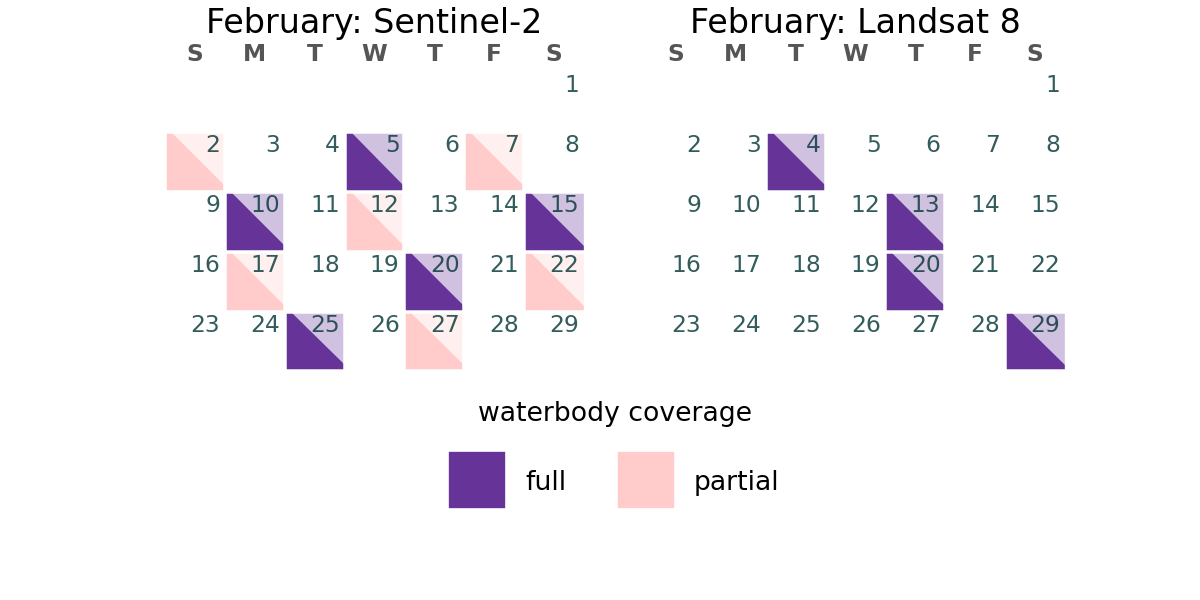 February: Sentinel-2
S M T W T F S
1
2 3 4 5 6 7 8
9 10 11 12 13 14 15
16 17 18 19 20 21 22
23 24 25 26 27 28 29
February: Landsat 8
S M T W T F S
1
2 3 4 5 6 7 8
9 10 11 12 13 14 15
16 17 18 19 20 21 22
23 24 25 26 27 28 29
waterbody coverage
full partial